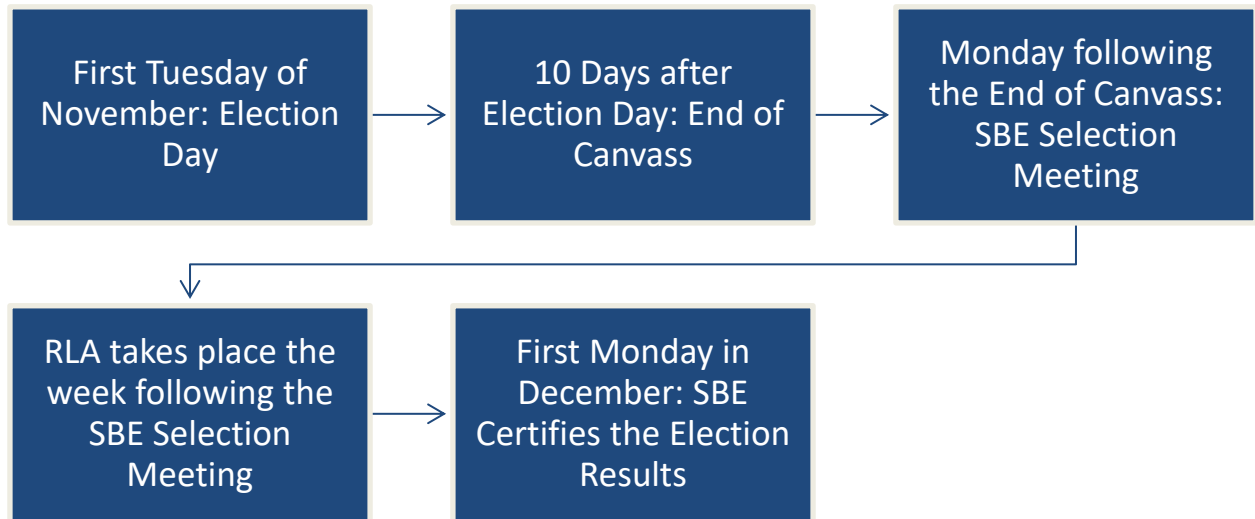 First Tuesday of
November: Election
Day
10 Days after
Election Day: End of
Canvass
Monday following
the End of Canvass:
SBE Selection
Meeting
RLA takes place the
week following the
SBE Selection
Meeting
First Monday in
December: SBE
Certifies the Election
Results